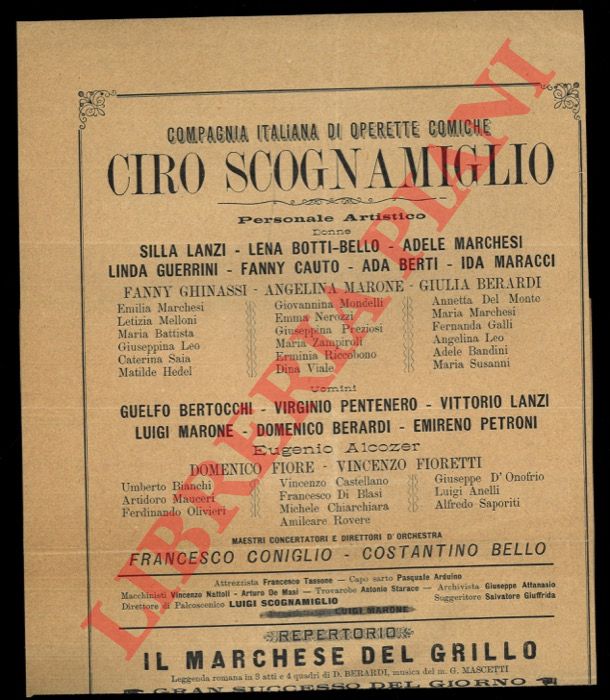 COMPAGNIA ITALIANA DI OPERETTE COMICHE
CIRO SCOGNAMIGLIO
Personale Artistico
Donne
SILLA LANZI - LENA BOTTI-BELLO - ADELE MARCHESI
LINDA GUERRINI - FANNY CAUTO - ADA BERTI - IDA MARACCI
FANNY GHINASSI - ANGELINA MARONE - GIULIA BERARDI
Emilia Marchesi Giovannina Mondelli Annetta Del Monte
Letizia Melloni Emma Nerozzi Maria Marchesi
Maria Battista Giuseppina Preziosi Fernanda Galli
Giuseppina Leo Maria Zampiroli Angelina Leo
Caterina Saia Erminia Riccobono Adele Bandini
Matilde Hedel Dina Viale Maria Susanni
Uomini
GUELFO BERTOCCHI - VIRGINIO PENTENERO - VITTORIO LANZI
LUIGI MARONE - DOMENICO BERARDI - EMIRENO PETRONI
Eugenio Alcozer
DOMENICO FIORE - VINCENZO FIORETTI
Umberto Bianchi Vincenzo Castellano Giuseppe D'Onofrio
Artidoro Mauceri Francesco Di Blasi Luigi Anelli
Ferdinando Olivieri Michele Chiarchiara Alfredo Saporiti
Amilcare Rovere
MAESTRI CONCERTATORI E DIRETTORI D'ORCHESTRA
FRANCESCO CONIGLIO - COSTANTINO BELLO
Attrezzista Francesco Tassone — Capo sarto Pasquale Arduino
Macchinisti Vincenzo Nattoli - Arturo De Masi — Trovarobe Antonio Starace — Archivista Giuseppe Attanasio
Direttore di Palcoscenico LUIGI SCOGNAMIGLIO Suggeritore Salvatore Giuffrida
LUIGI MARONE
REPERTORIO
IL MARCHESE DEL GRILLO
Leggenda romana in 3 atti e 4 quadri di D. BERARDI, musica del m. G. MASCETTI
GRAN SUCCESSO DEL GIORNO
LIBRERIA PIANI